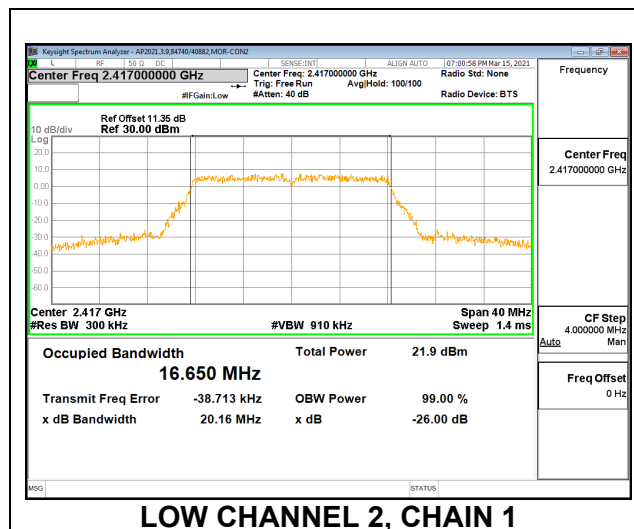 Keysight Spectrum Analyzer - AP2021.3.9,84740/40882,MOR-CON2
L RF 50 Ω DC SENSE:INT ALIGN AUTO 07:00:58 PM Mar 15, 2021
Center Freq 2.417000000 GHz Center Freq: 2.417000000 GHz Radio Std: None Frequency
Trig: Free Run Avg|Hold: 100/100
#IFGain:Low #Atten: 40 dB Radio Device: BTS
Ref Offset 11.35 dB
10 dB/div Ref 30.00 dBm
Log
20.0
10.0
0.00
-10.0
-20.0
-30.0
-40.0
-50.0
-60.0
Center Freq
2.417000000 GHz
Center 2.417 GHz Span 40 MHz
#Res BW 300 kHz #VBW 910 kHz Sweep 1.4 ms
CF Step
4.000000 MHz
Auto Man
Occupied Bandwidth Total Power 21.9 dBm
16.650 MHz
Freq Offset
0 Hz
Transmit Freq Error -38.713 kHz OBW Power 99.00 %
x dB Bandwidth 20.16 MHz x dB -26.00 dB
MSG STATUS
LOW CHANNEL 2, CHAIN 1